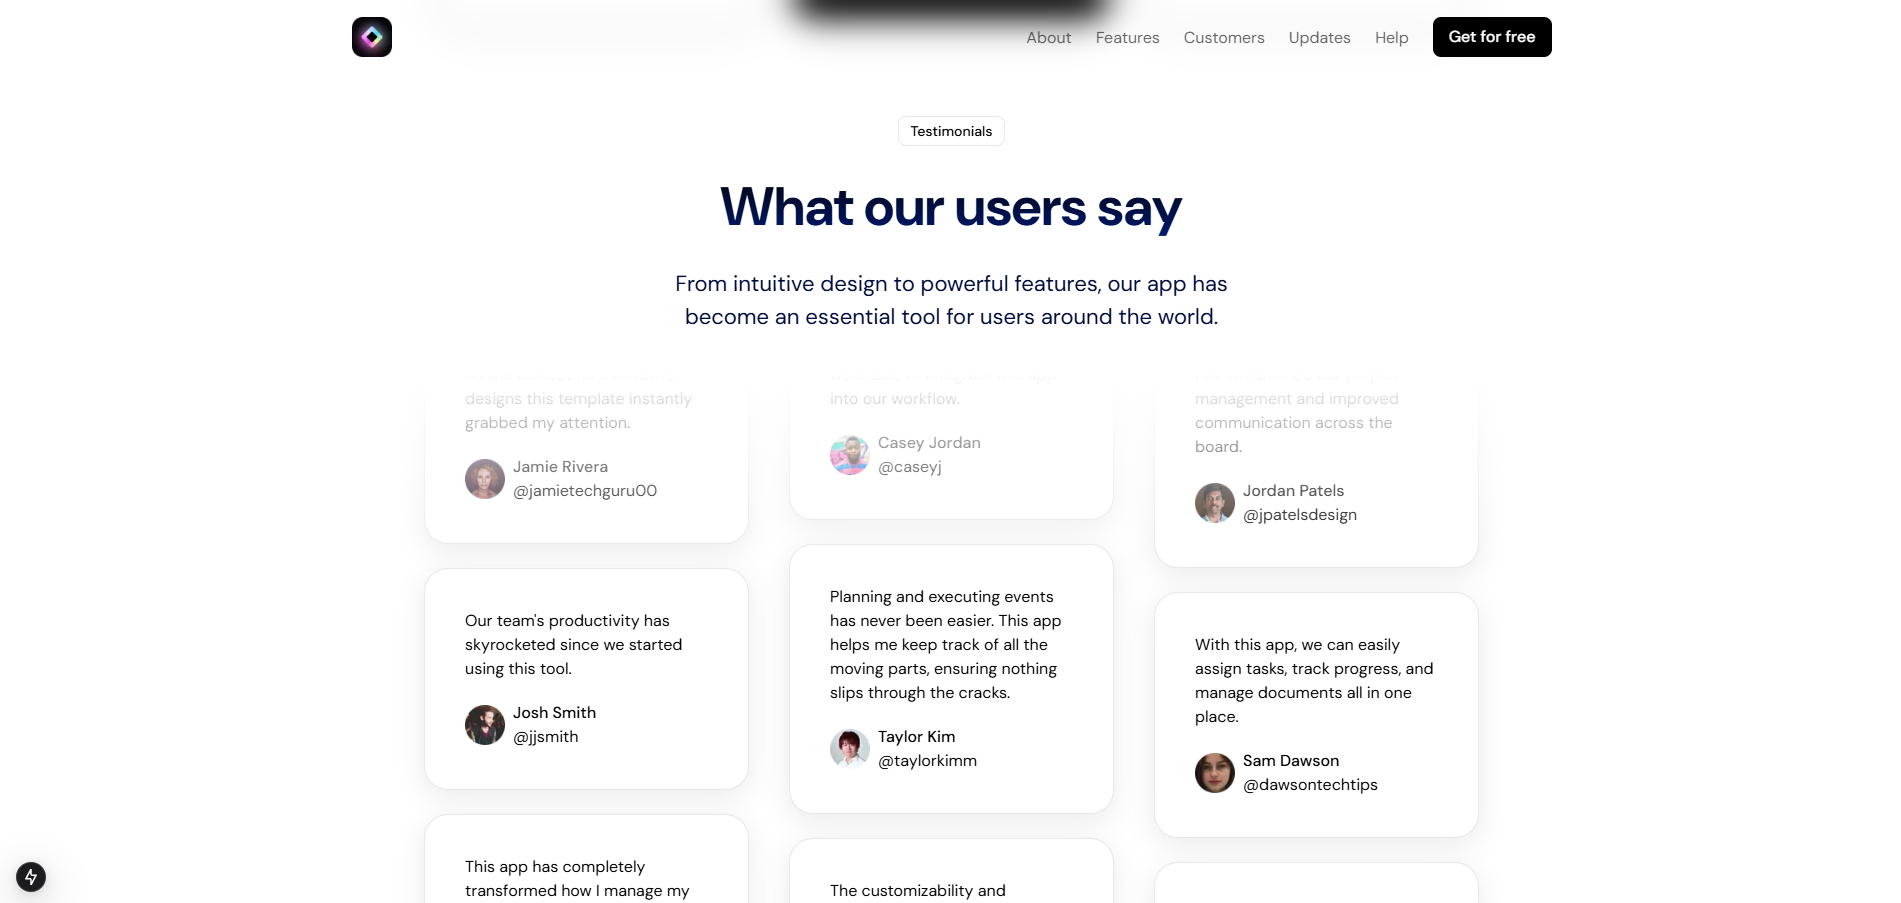 About
Features
Customers
Updates
Help
Get for free
Testimonials
What our users say
From intuitive design to powerful features, our app has
become an essential tool for users around the world.
designs this template instantly
grabbed my attention.
Jamie Rivera
@jamietechguru00
Our team's productivity has
skyrocketed since we started
using this tool.
Josh Smith
@jjsmith
This app has completely
transformed how I manage my
were able to integrate this app
into our workflow.
Casey Jordan
@caseyj
Planning and executing events
has never been easier. This app
helps me keep track of all the
moving parts, ensuring nothing
slips through the cracks.
Taylor Kim
@taylorkimm
The customizability and
management and improved
communication across the
board.
Jordan Patels
@jpatelsdesign
With this app, we can easily
assign tasks, track progress, and
manage documents all in one
place.
Sam Dawson
@dawsontechtips